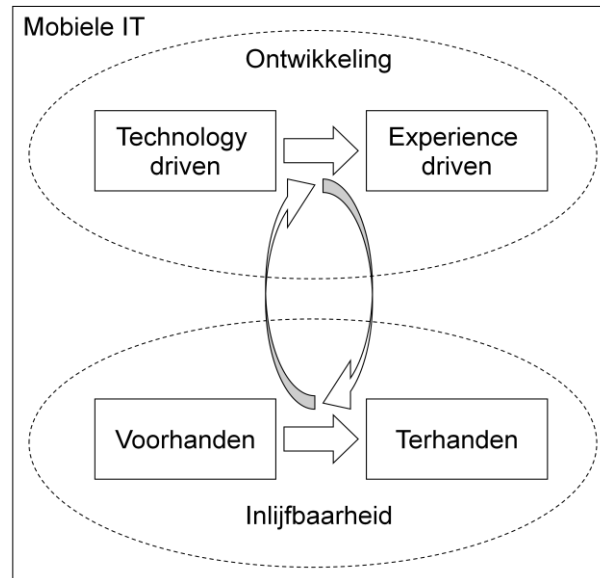 Mobiele IT
Ontwikkeling
Technology
driven
Experience
driven
Voorhanden
Terhanden
Inlijfbaarheid